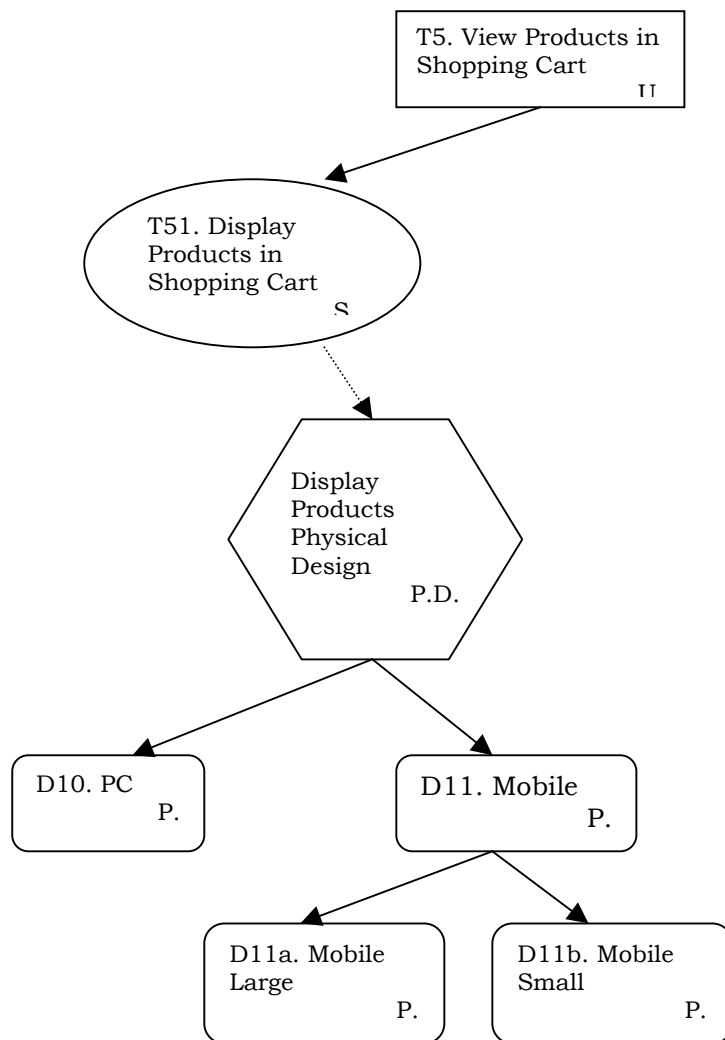 T5. View Products in
Shopping Cart
U
T51. Display
Products in
Shopping Cart
S
Display
Products
Physical
Design
P.D.
D10. PC
P.
D11. Mobile
P.
D11a. Mobile
Large
P.
D11b. Mobile
Small
P.